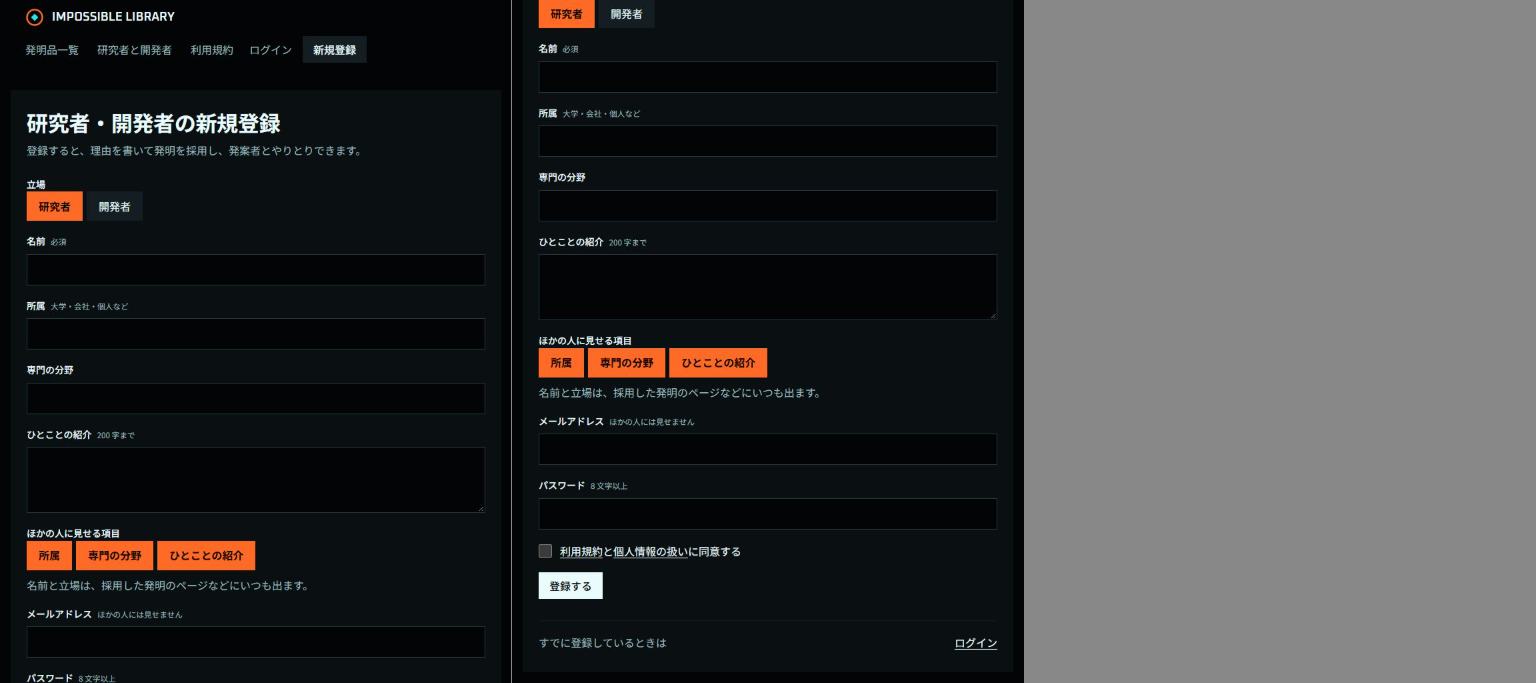 IMPOSSIBLE LIBRARY
発明品一覧 研究者と開発者 利用規約 ログイン 新規登録
研究者・開発者の新規登録
登録すると、理由を書いて発明を採用し、発案者とやりとりできます。
立場
研究者 開発者
名前 必須
所属 大学・会社・個人など
専門の分野
ひとことの紹介 200 字まで
ほかの人に見せる項目
所属 専門の分野 ひとことの紹介
名前と立場は、採用した発明のページなどにいつも出ます。
メールアドレス ほかの人には見せません
パスワード 8 文字以上
研究者 開発者
名前 必須
所属 大学・会社・個人など
専門の分野
ひとことの紹介 200 字まで
ほかの人に見せる項目
所属 専門の分野 ひとことの紹介
名前と立場は、採用した発明のページなどにいつも出ます。
メールアドレス ほかの人には見せません
パスワード 8 文字以上
利用規約と個人情報の扱いに同意する
登録する
すでに登録しているときは ログイン